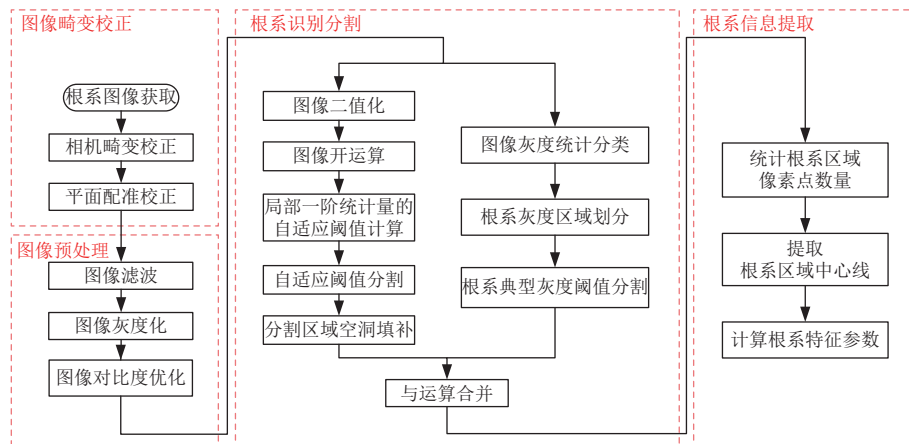 图像畸变校正
根系图像获取
相机畸变校正
平面配准校正
图像预处理
图像滤波
图像灰度化
图像对比度优化
根系识别分割
图像二值化
图像开运算
局部一阶统计量的
自适应阈值计算
自适应阈值分割
分割区域空洞填补
图像灰度统计分类
根系灰度区域划分
根系典型灰度阈值分割
与运算合并
根系信息提取
统计根系区域
像素点数量
提取
根系区域中心线
计算根系特征参数